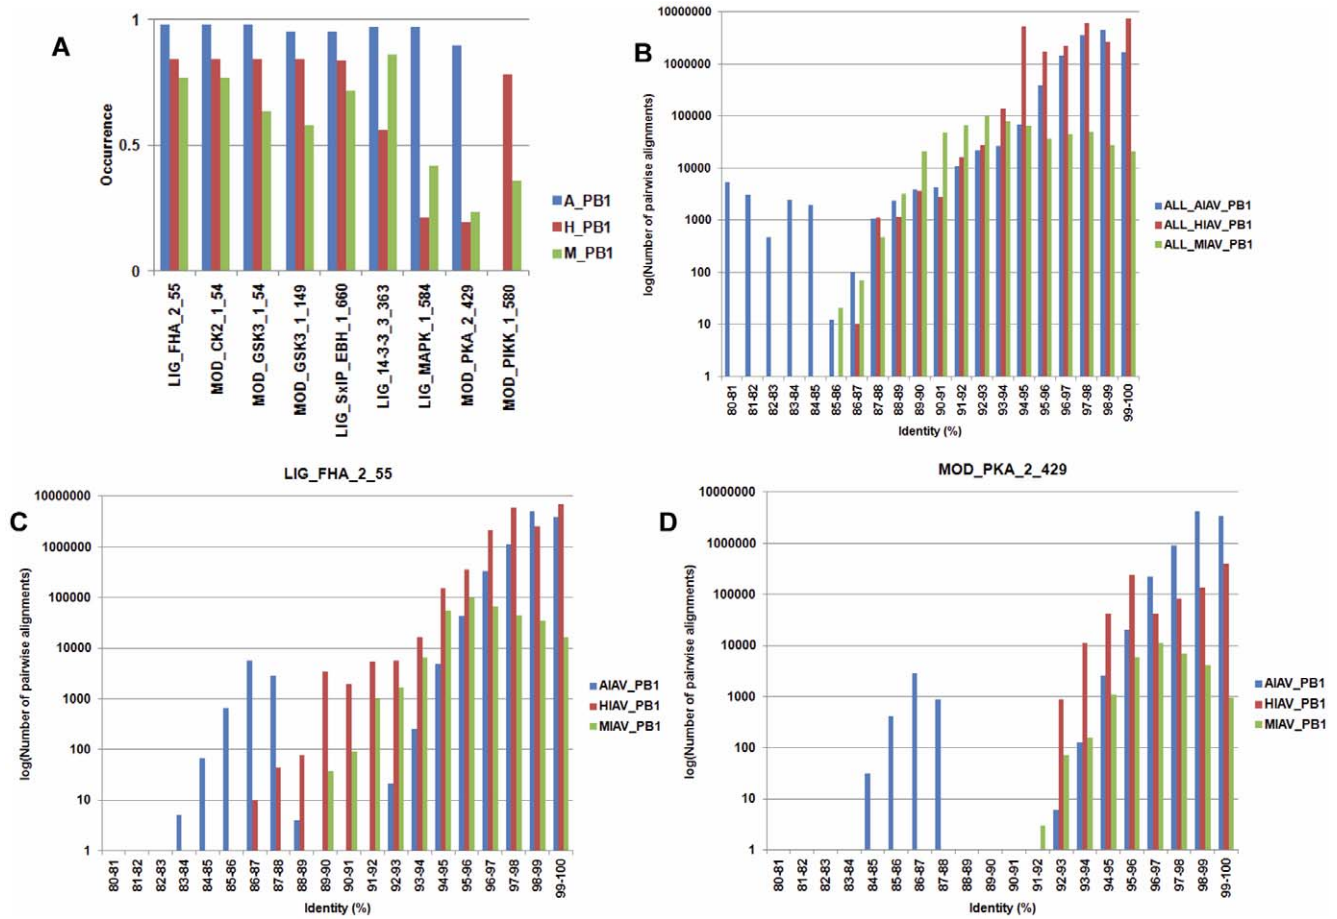 A
1
0.5
0
Occurrence
LIG_FHA_2_55
MOD_CK2_1_54
MOD_GSK3_1_54
MOD_GSK3_1_149
LIG_SxIP_EBH_1_660
LIG_14-3-3_3_363
LIG_MAPK_1_584
MOD_PKA_2_429
MOD_PIKK_1_580
A_PB1
H_PB1
M_PB1
B
10000000
1000000
100000
10000
1000
100
10
1
log(Number of pairwise alignments)
80-81
81-82
82-83
83-84
84-85
85-86
86-87
87-88
88-89
89-90
90-91
91-92
92-93
93-94
94-95
95-96
96-97
97-98
98-99
99-100
Identity (%)
ALL_AIAV_PB1
ALL_HIAV_PB1
ALL_MIAV_PB1
C
LIG_FHA_2_55
10000000
1000000
100000
10000
1000
100
10
1
log(Number of pairwise alignments)
80-81
81-82
82-83
83-84
84-85
85-86
86-87
87-88
88-89
89-90
90-91
91-92
92-93
93-94
94-95
95-96
96-97
97-98
98-99
99-100
Identity (%)
AIAV_PB1
HIAV_PB1
MIAV_PB1
D
MOD_PKA_2_429
10000000
1000000
100000
10000
1000
100
10
1
log(Number of pairwise alignments)
80-81
81-82
82-83
83-84
84-85
85-86
86-87
87-88
88-89
89-90
90-91
91-92
92-93
93-94
94-95
95-96
96-97
97-98
98-99
99-100
Identity (%)
AIAV_PB1
HIAV_PB1
MIAV_PB1